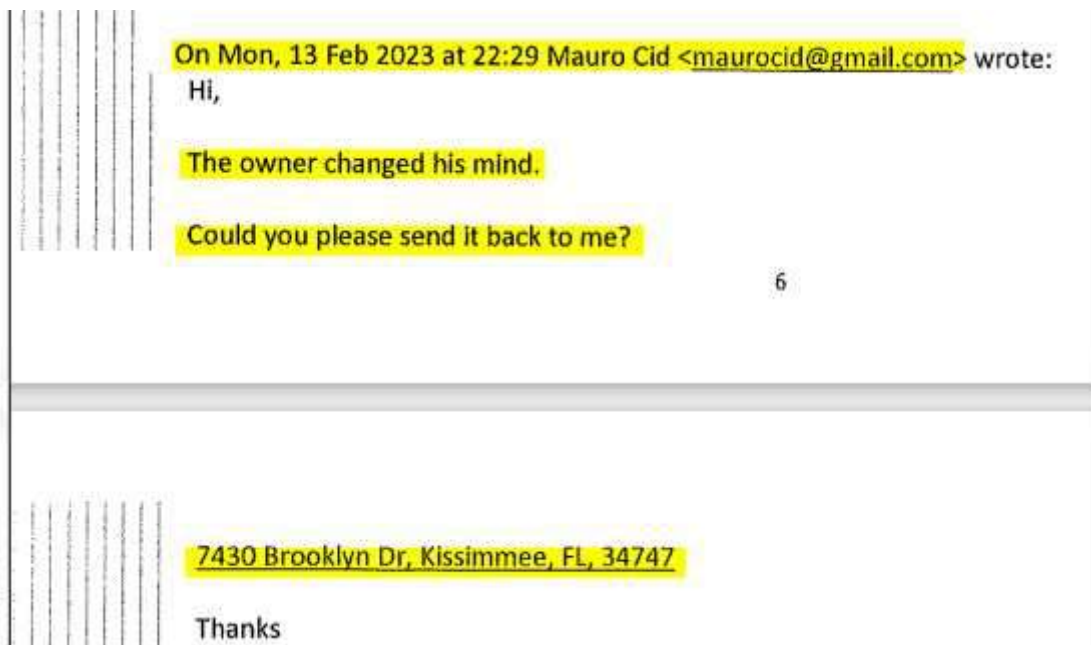 On Mon, 13 Feb 2023 at 22:29 Mauro Cid <maurocid@gmail.com> wrote:
Hi,
The owner changed his mind.
Could you please send it back to me?
6
7430 Brooklyn Dr, Kissimmee, FL, 34747
Thanks